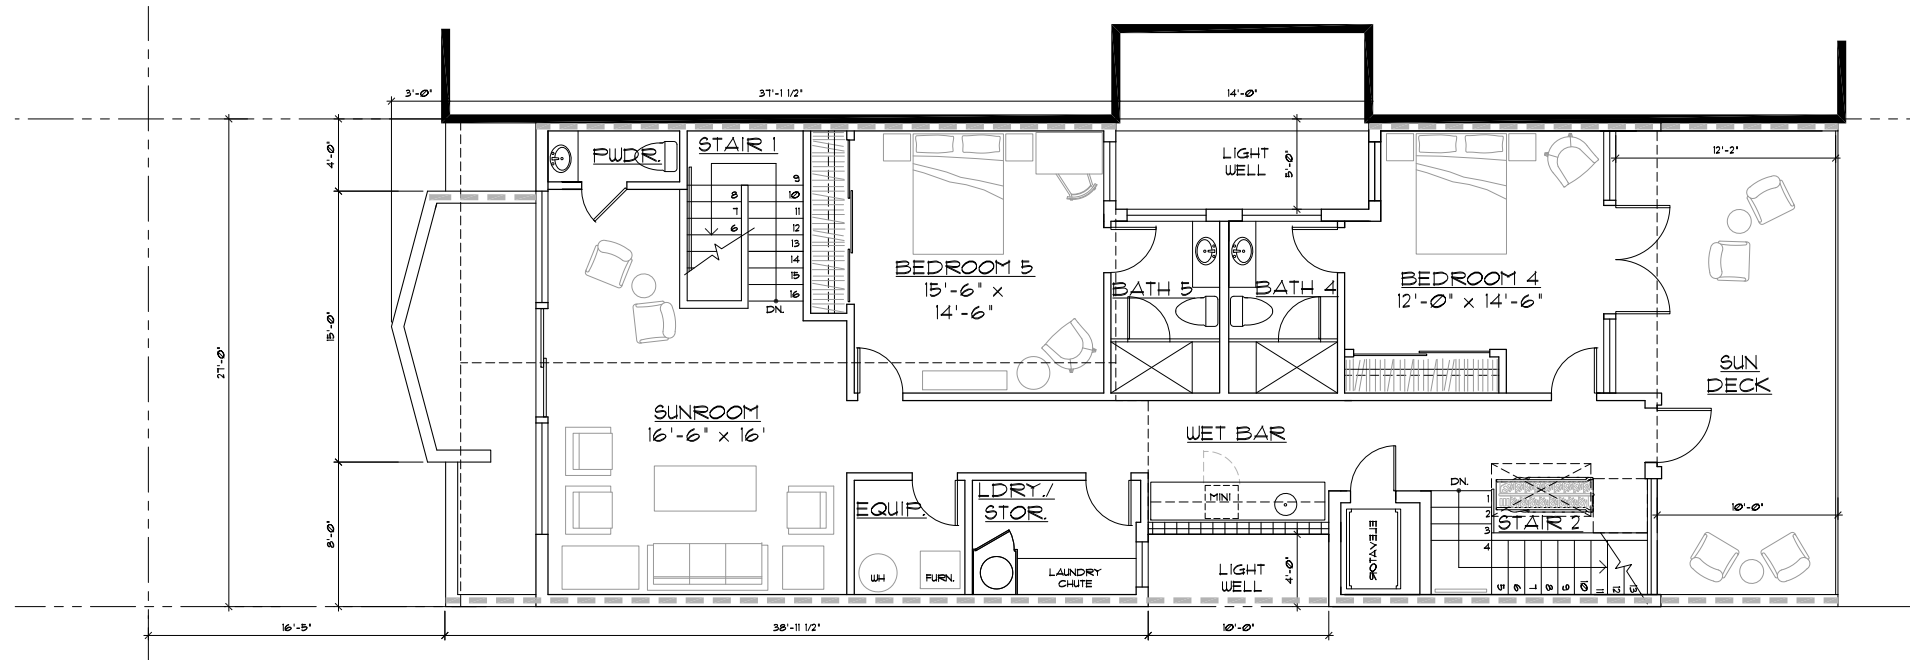 3'-0"
37'-1 1/2"
14'-0"
4'-0"
PWDR.
STAIR 1
9
8
10
7
11
6
12
13
14
15
16
DN.
LIGHT
WELL
5'-0"
12'-2"
BEDROOM 5
15'-6" x
14'-6"
BATH 5
BATH 4
BEDROOM 4
12'-0" x 14'-6"
15'-0"
27'-0"
SUN
DECK
SUNROOM
16'-6" x 16'
WET BAR
EQUIP.
LDRY./
STOR.
MINI
DN.
1
2
3
4
STAIR 2
10'-0"
8'-0"
ELEVATOR
WH
FURN.
LAUNDRY
CHUTE
LIGHT
WELL
4'-0"
5
6
7
8
9
10
11
12
13
16'-5"
38'-11 1/2"
10'-0"